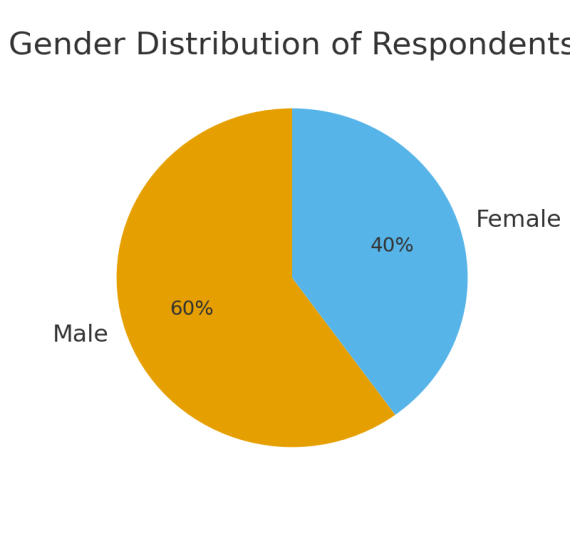 Gender Distribution of Respondents
Female
40%
60%
Male